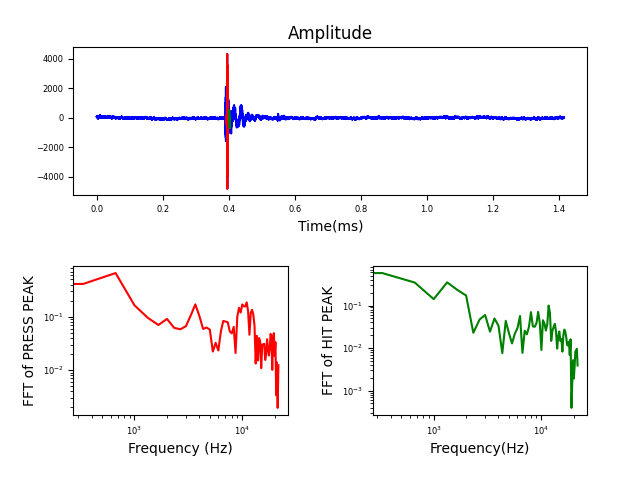 Amplitude
4000
2000
0
−2000
−4000
0.0 0.2 0.4 0.6 0.8 1.0 1.2 1.4
Time(ms)
FFT of PRESS PEAK
10⁻¹
10⁻²
10³ 10⁴
Frequency (Hz)
FFT of HIT PEAK
10⁻¹
10⁻²
10⁻³
10³ 10⁴
Frequency(Hz)